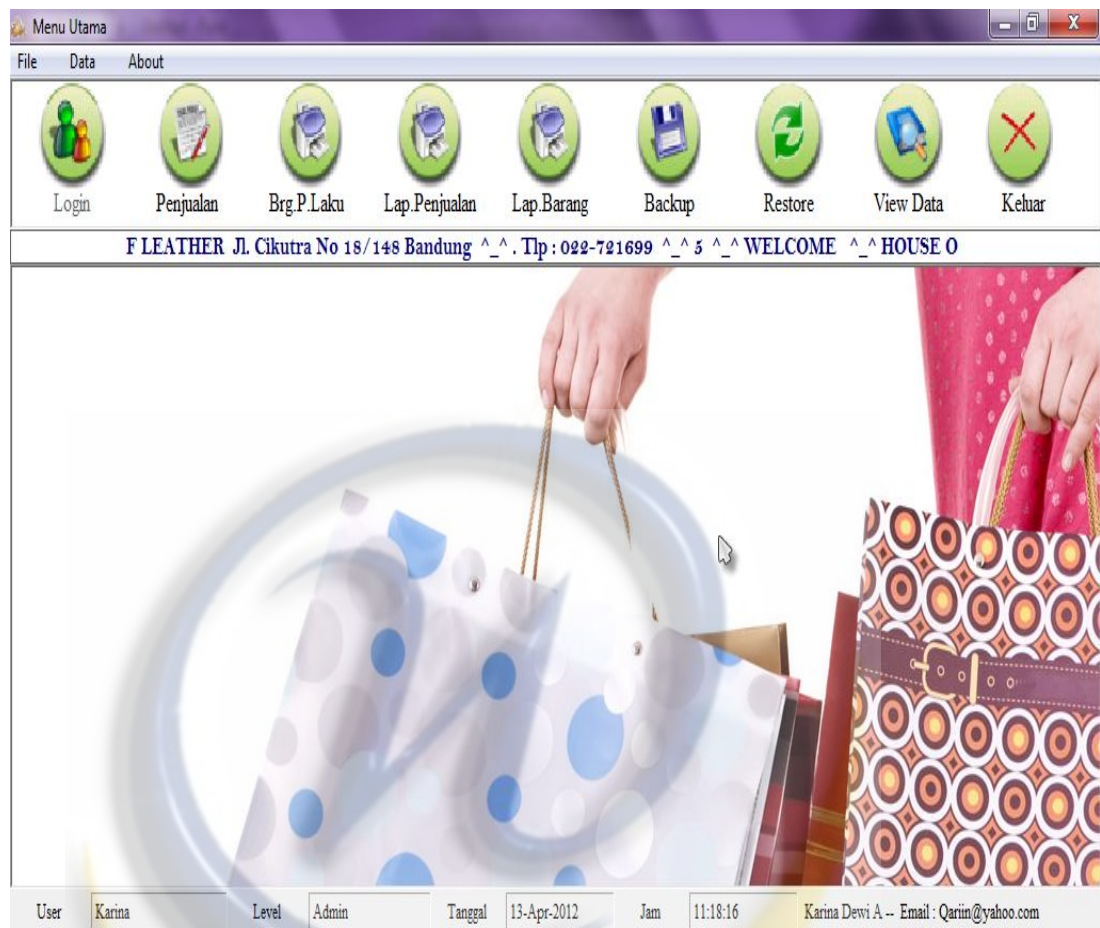 Menu Utama
File Data About
Login Penjualan Brg.P.Laku Lap.Penjualan Lap.Barang Backup Restore View Data Keluar
F LEATHER Jl. Cikutra No 18/148 Bandung ^_^ . Tlp : 022-721699 ^_^ 5 ^_^ WELCOME ^_^ HOUSE O
User Karina Level Admin Tanggal 13-Apr-2012 Jam 11:18:16 Karina Dewi A -- Email : Qariin@yahoo.com